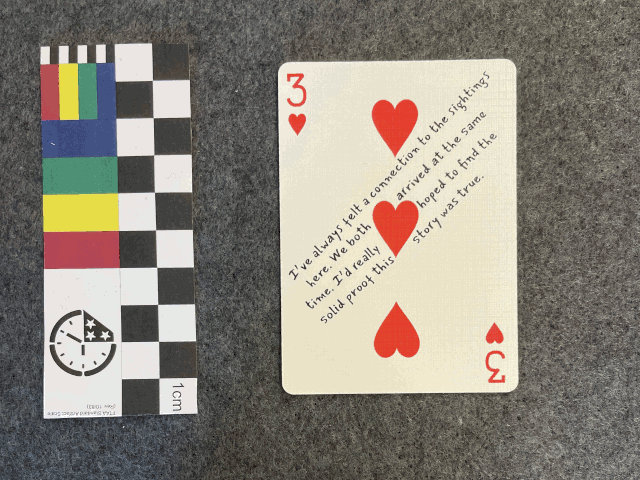 3
I've always felt a connection to the sightings
here. We both arrived at the same
time. I'd really hoped to find the
solid proof this story was true.
3
1cm